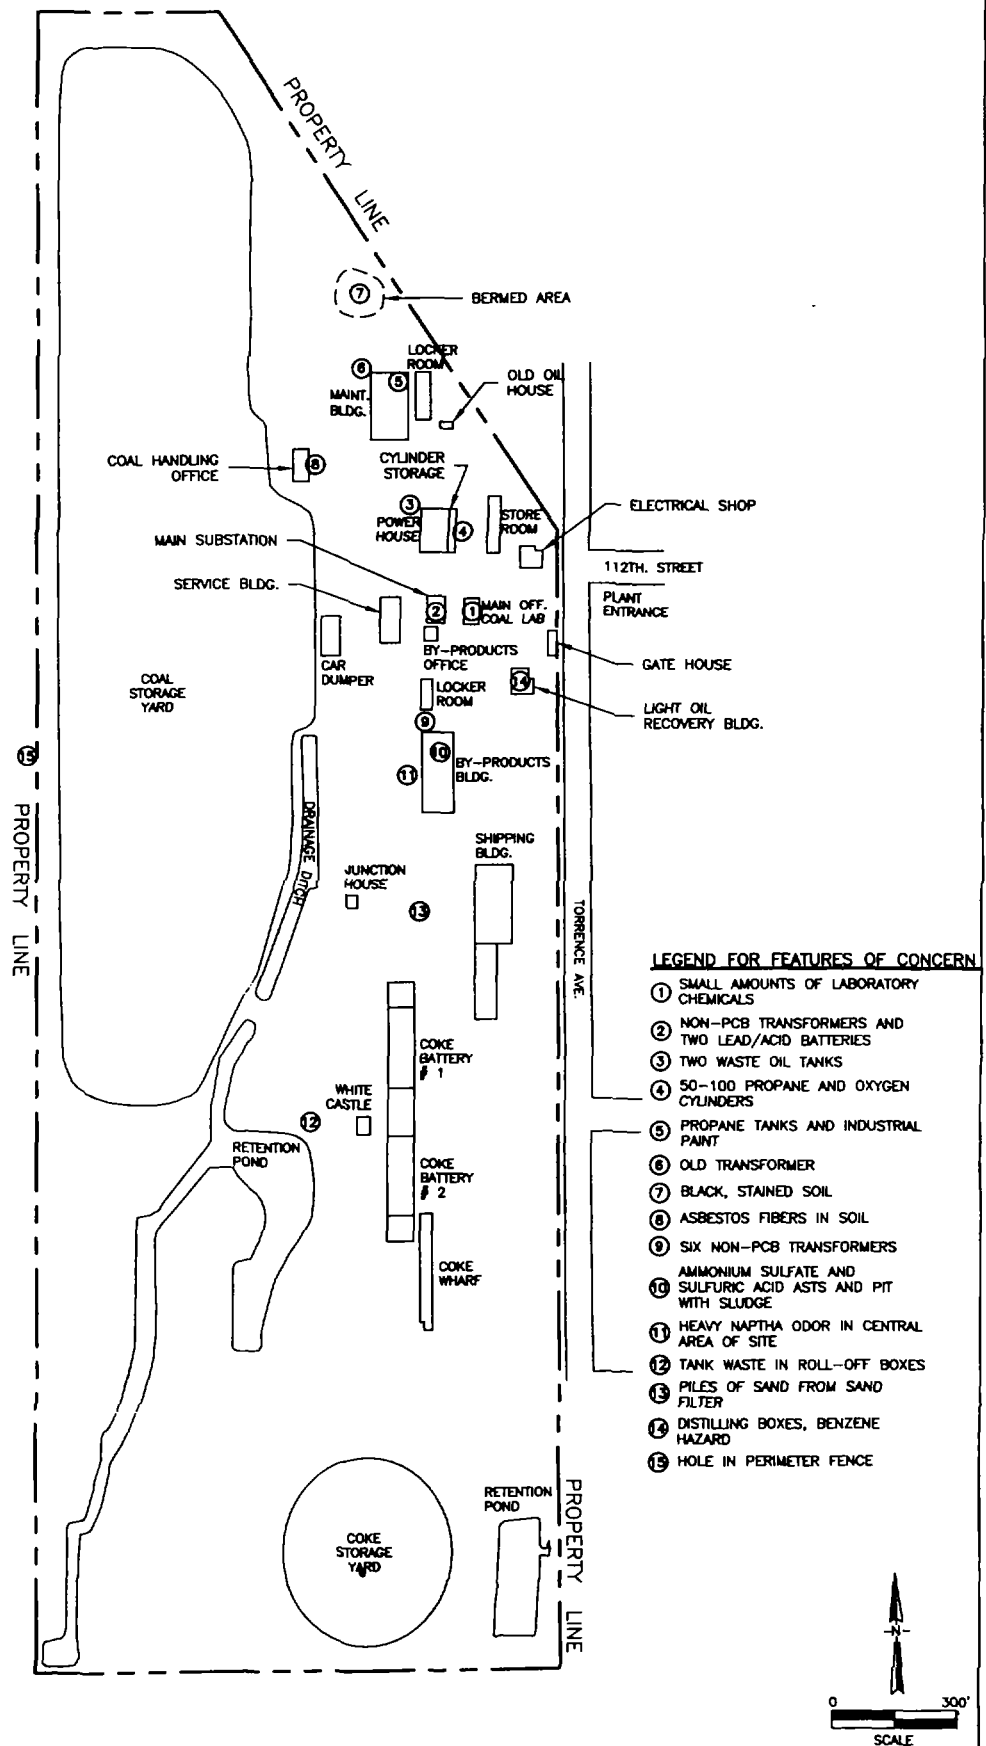 PROPERTY LINE
7
BERMED AREA
LOCKER
ROOM
6
5
MAINT.
BLDG.
OLD OIL
HOUSE
COAL HANDLING
OFFICE
8
CYLINDER
STORAGE
3
POWER
HOUSE
4
STORE
ROOM
ELECTRICAL SHOP
MAIN SUBSTATION
112TH. STREET
SERVICE BLDG.
PLANT
ENTRANCE
2
1
MAIN OFF.
COAL LAB
BY-PRODUCTS
OFFICE
CAR
DUMPER
GATE HOUSE
COAL
STORAGE
YARD
LOCKER
ROOM
14
LIGHT OIL
RECOVERY BLDG.
9
15
10
11
BY-PRODUCTS
BLDG.
PROPERTY LINE
DRAINAGE DITCH
SHIPPING
BLDG.
JUNCTION
HOUSE
13
TORRENCE AVE.
COKE
BATTERY
# 1
WHITE
CASTLE
12
RETENTION
POND
COKE
BATTERY
# 2
COKE
WHARF
RETENTION
POND
PROPERTY LINE
COKE
STORAGE
YARD
LEGEND FOR FEATURES OF CONCERN
1 SMALL AMOUNTS OF LABORATORY
CHEMICALS
2 NON-PCB TRANSFORMERS AND
TWO LEAD/ACID BATTERIES
3 TWO WASTE OIL TANKS
4 50-100 PROPANE AND OXYGEN
CYLINDERS
5 PROPANE TANKS AND INDUSTRIAL
PAINT
6 OLD TRANSFORMER
7 BLACK, STAINED SOIL
8 ASBESTOS FIBERS IN SOIL
9 SIX NON-PCB TRANSFORMERS
AMMONIUM SULFATE AND
10 SULFURIC ACID ASTS AND PIT
WITH SLUDGE
11 HEAVY NAPTHA ODOR IN CENTRAL
AREA OF SITE
12 TANK WASTE IN ROLL-OFF BOXES
13 PILES OF SAND FROM SAND
FILTER
14 DISTILLING BOXES, BENZENE
HAZARD
15 HOLE IN PERIMETER FENCE
N
0 300'
SCALE